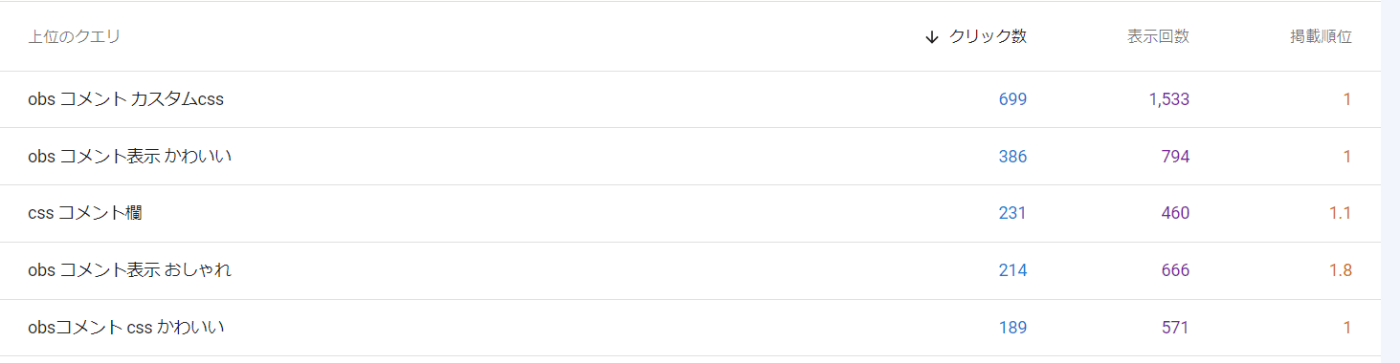 上位のクエリ ↓ クリック数 表示回数 掲載順位
obs コメント カスタムcss 699 1,533 1
obs コメント表示 かわいい 386 794 1
css コメント欄 231 460 1.1
obs コメント表示 おしゃれ 214 666 1.8
obsコメント css かわいい 189 571 1